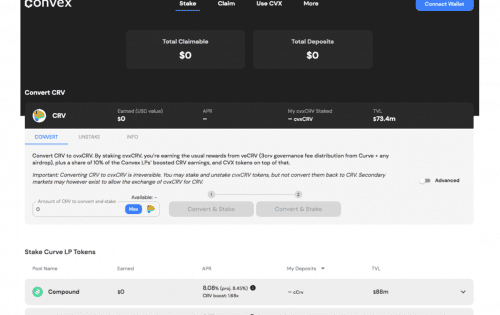 Convex
Stake
Claim
Use CVX
More
Connect Wallet
Total Claimable
$0
Total Deposits
$0
Convert CRV
CRV
Earned (USD value)
$0
APR
–
My cvxCRV Staked
– cvxCRV
TVL
$73.4m
CONVERT
UNSTAKE
INFO
Convert CRV to cvxCRV. By staking cvxCRV, you're earning the usual rewards from veCRV (3crv governance fee distribution from Curve + any
airdrop), plus a share of 10% of the Convex LPs' boosted CRV earnings, and CVX tokens on top of that.
Important: Converting CRV to cvxCRV is irreversible. You may stake and unstake cvxCRV tokens, but not convert them back to CRV. Secondary
markets may however exist to allow the exchange of cvxCRV for CRV.
Advanced
Available: -
1
2
Amount of CRV to convert and stake
0
Max
Convert & Stake
Convert & Stake
Stake Curve LP Tokens
Pool Name
Earned
APR
My Deposits
TVL
Compound
$0
8.08% (proj. 8.45%)
CRV boost: 1.68x
– cCrv
$88m